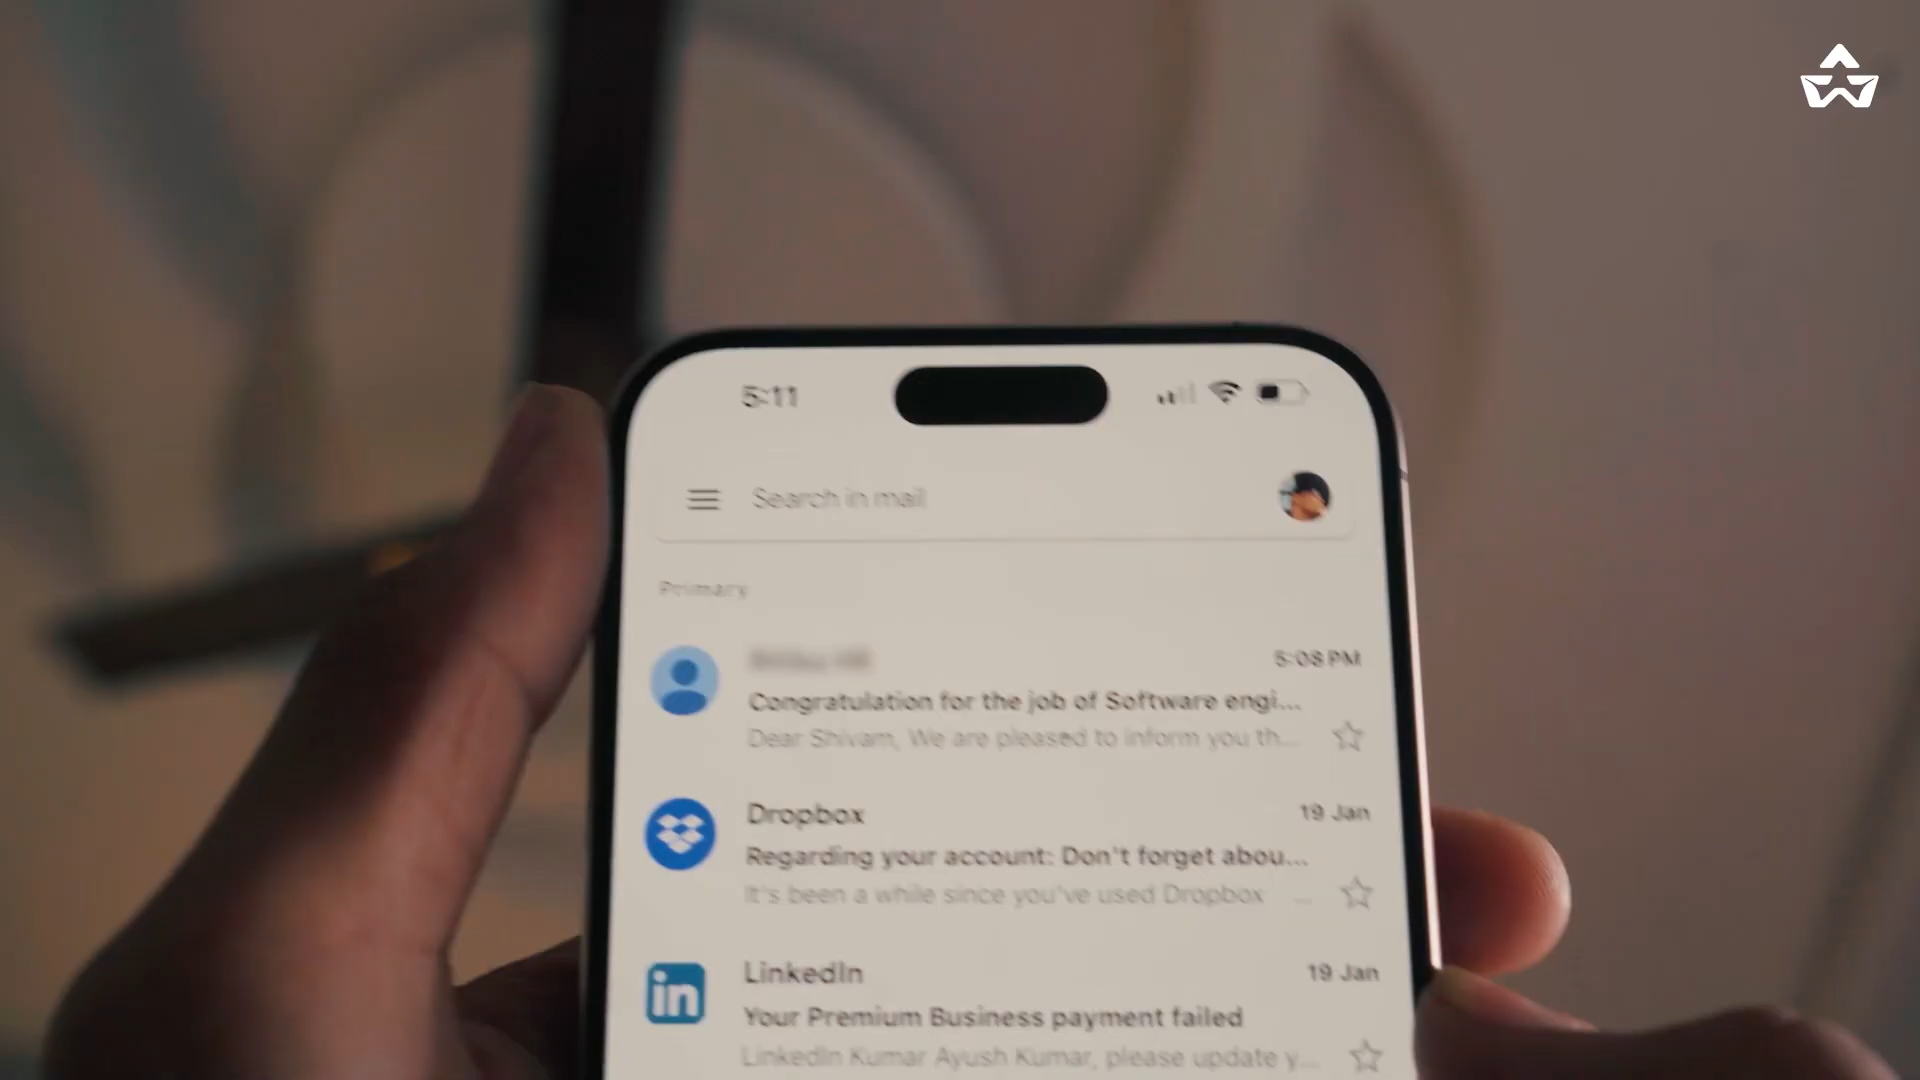 5:11
Search in mail
Primary
5:08 PM
Congratulation for the job of Software engi...
Dear Shivam, We are pleased to inform you th...
Dropbox
19 Jan
Regarding your account: Don't forget abou...
It's been a while since you've used Dropbox ...
in
LinkedIn
19 Jan
Your Premium Business payment failed
LinkedIn Kumar Ayush Kumar, please update y...